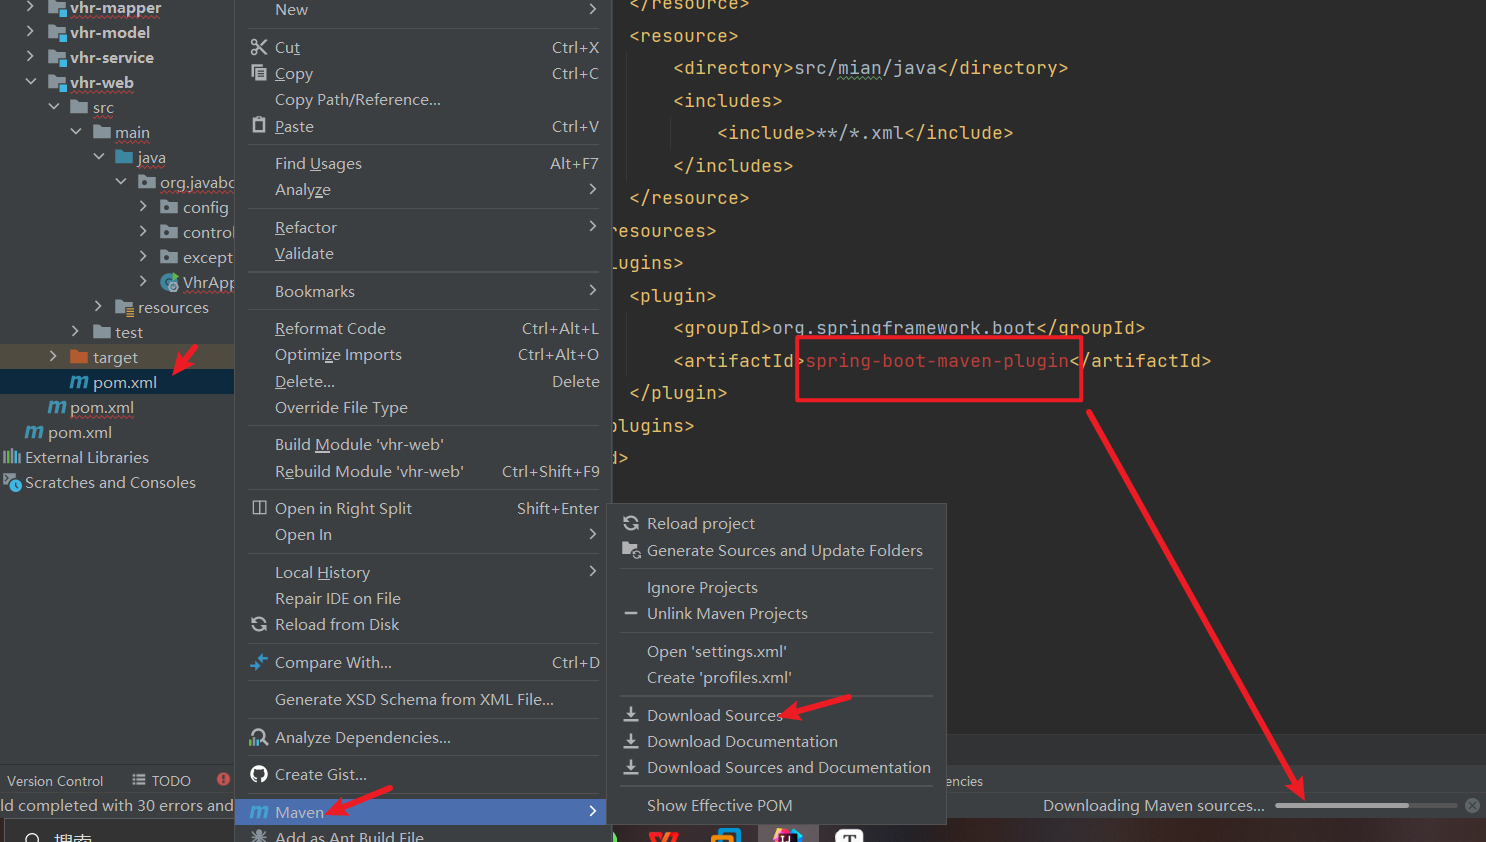 vhr-mapper
vhr-model
vhr-service
vhr-web
src
main
java
org.javabo
config
control
except
VhrApp
resources
test
target
pom.xml
pom.xml
pom.xml
External Libraries
Scratches and Consoles
New
Cut Ctrl+X
Copy Ctrl+C
Copy Path/Reference...
Paste Ctrl+V
Find Usages Alt+F7
Analyze
Refactor
Validate
Bookmarks
Reformat Code Ctrl+Alt+L
Optimize Imports Ctrl+Alt+O
Delete... Delete
Override File Type
Build Module 'vhr-web'
Rebuild Module 'vhr-web' Ctrl+Shift+F9
Open in Right Split Shift+Enter
Open In
Local History
Repair IDE on File
Reload from Disk
Compare With... Ctrl+D
Generate XSD Schema from XML File...
Analyze Dependencies...
Create Gist...
Maven
Add as Ant Build File
</resource>
<resource>
<directory>src/mian/java</directory>
<includes>
<include>**/*.xml</include>
</includes>
</resource>
resources>
lugins>
<plugin>
<groupId>org.springframework.boot</groupId>
<artifactId>spring-boot-maven-plugin</artifactId>
</plugin>
plugins>
d>
Reload project
Generate Sources and Update Folders
Ignore Projects
Unlink Maven Projects
Open 'settings.xml'
Create 'profiles.xml'
Download Sources
Download Documentation
Download Sources and Documentation
Show Effective POM
Version Control TODO
encies
ld completed with 30 errors and
Downloading Maven sources...
搜索